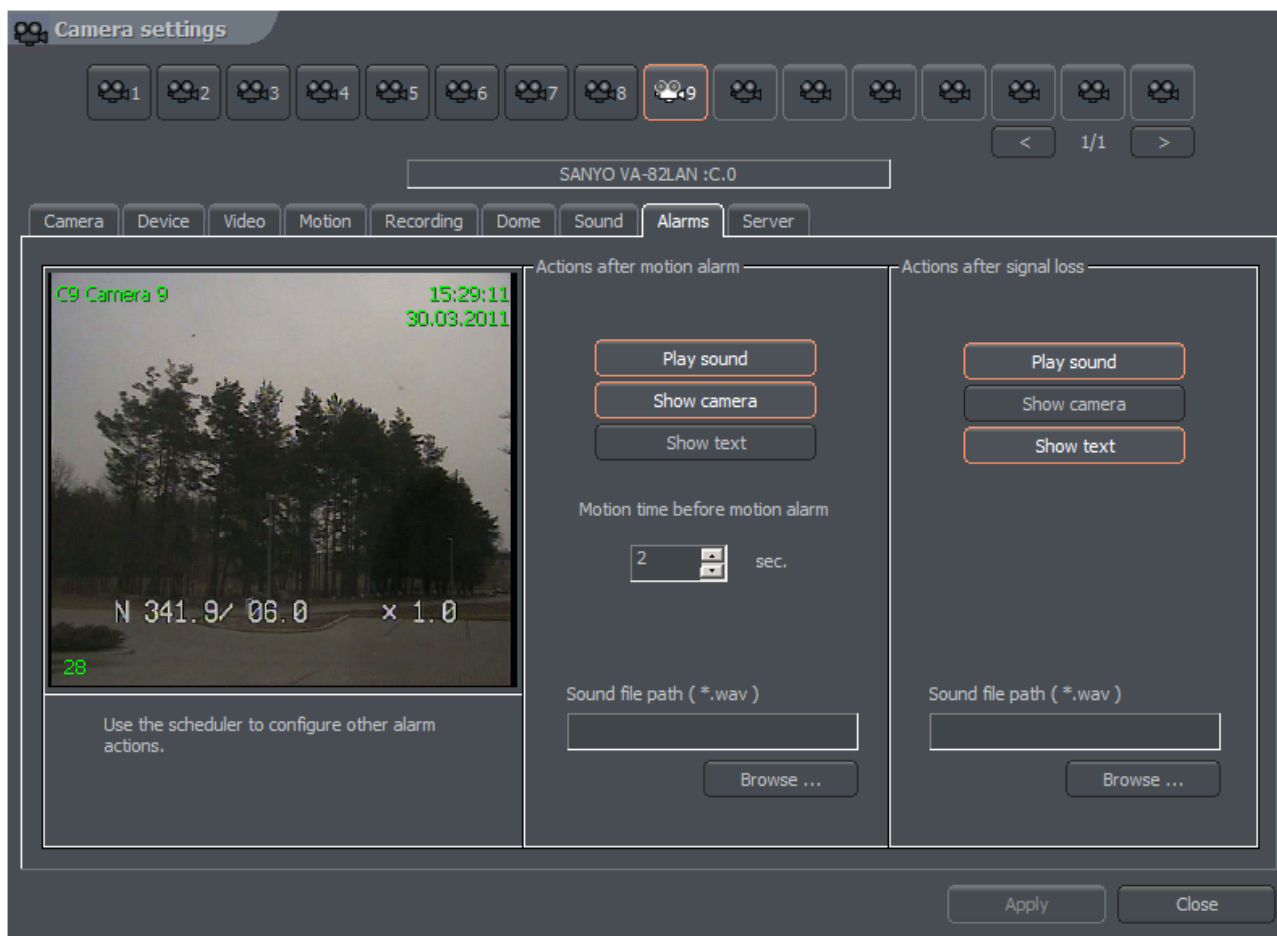 Camera settings
1 2 3 4 5 6 7 8 9
< 1/1 >
SANYO VA-82LAN :C.0
Camera Device Video Motion Recording Dome Sound Alarms Server
C9 Camera 9
15:29:11
30.03.2011
N 341.9/ 06.0 x 1.0
28
Use the scheduler to configure other alarm
actions.
Actions after motion alarm
Play sound
Show camera
Show text
Motion time before motion alarm
2 sec.
Sound file path ( *.wav )
Browse ...
Actions after signal loss
Play sound
Show camera
Show text
Sound file path ( *.wav )
Browse ...
Apply Close